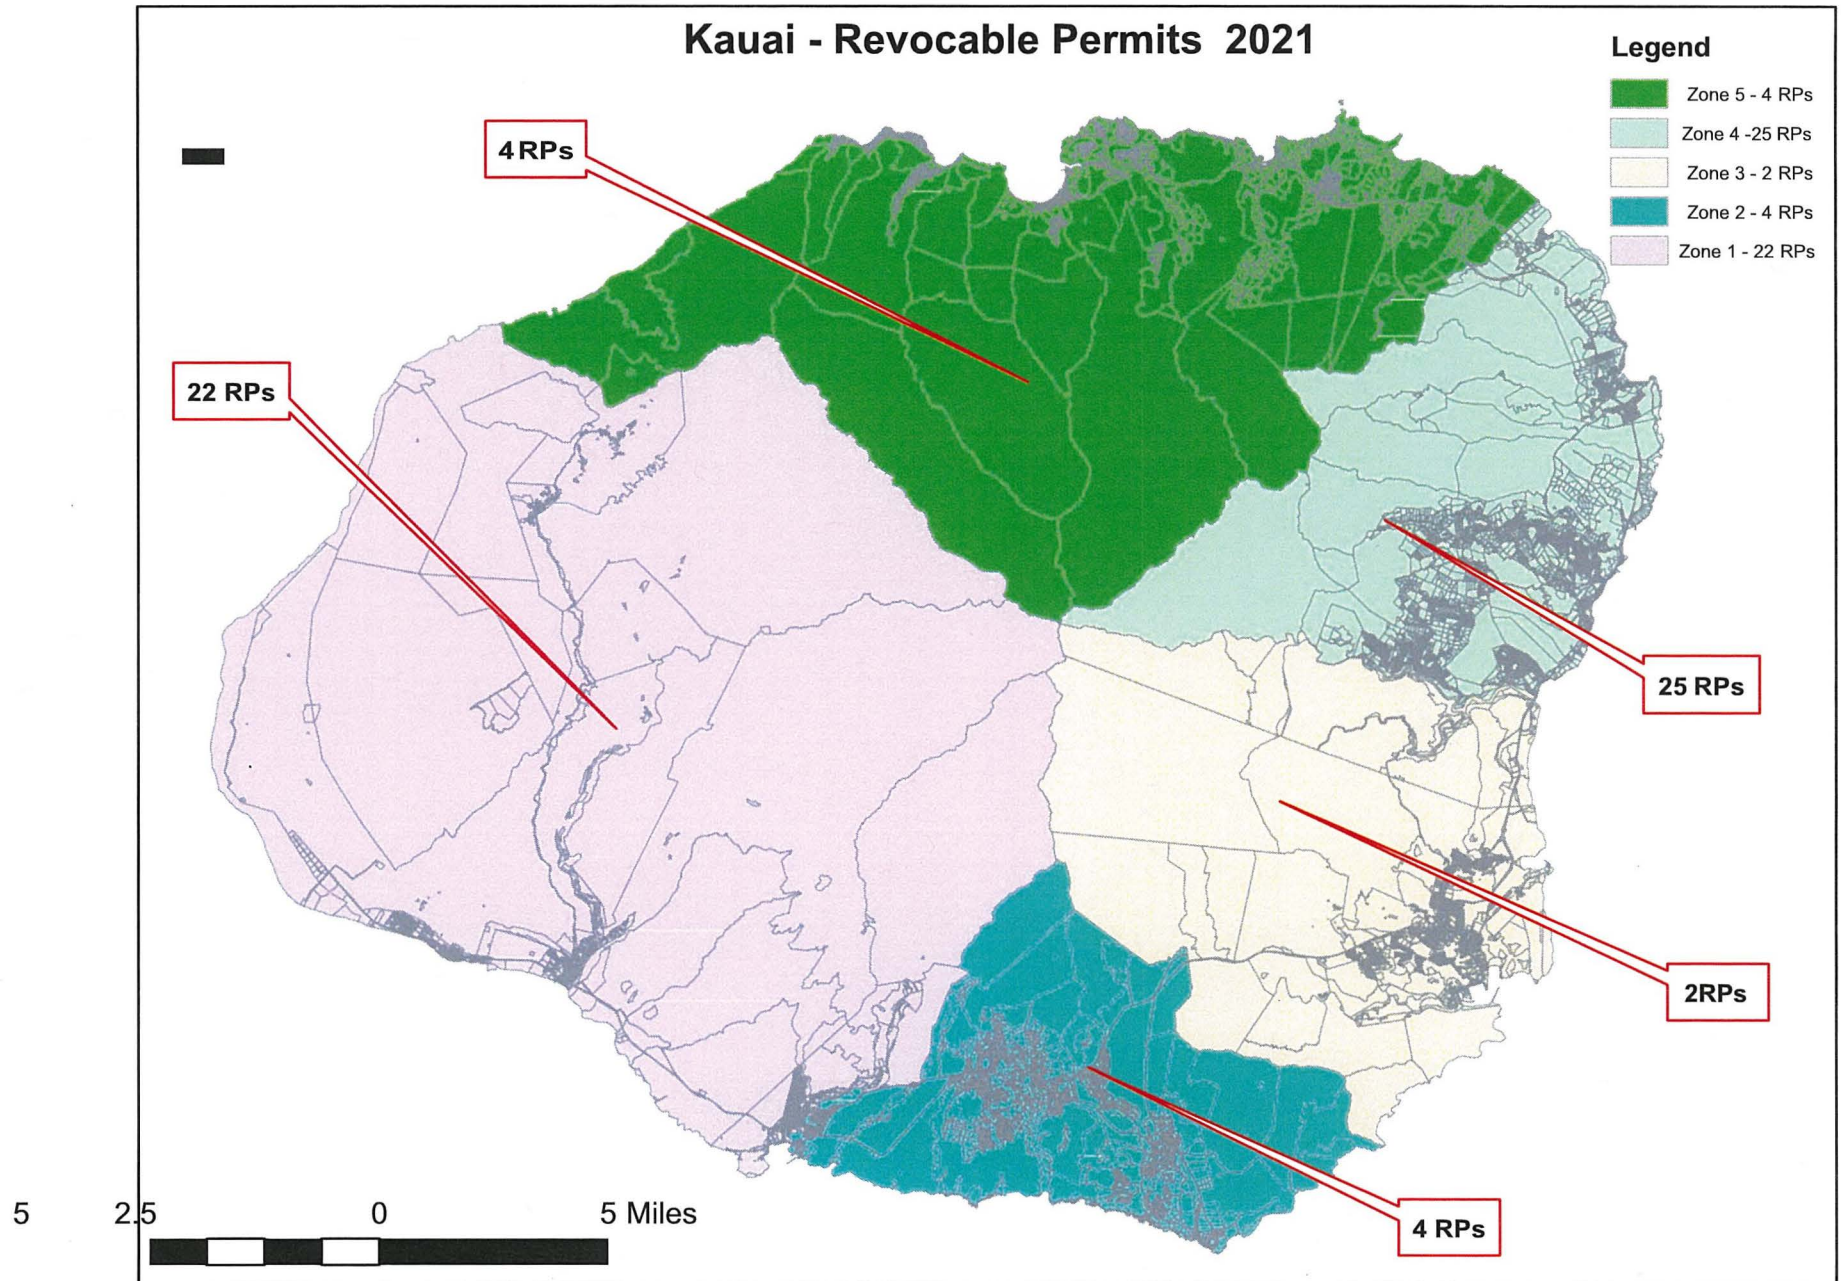 Kauai - Revocable Permits 2021
Legend
Zone 5 - 4 RPs
Zone 4 -25 RPs
Zone 3 - 2 RPs
Zone 2 - 4 RPs
Zone 1 - 22 RPs
4 RPs
22 RPs
25 RPs
2RPs
4 RPs
5 2.5 0 5 Miles